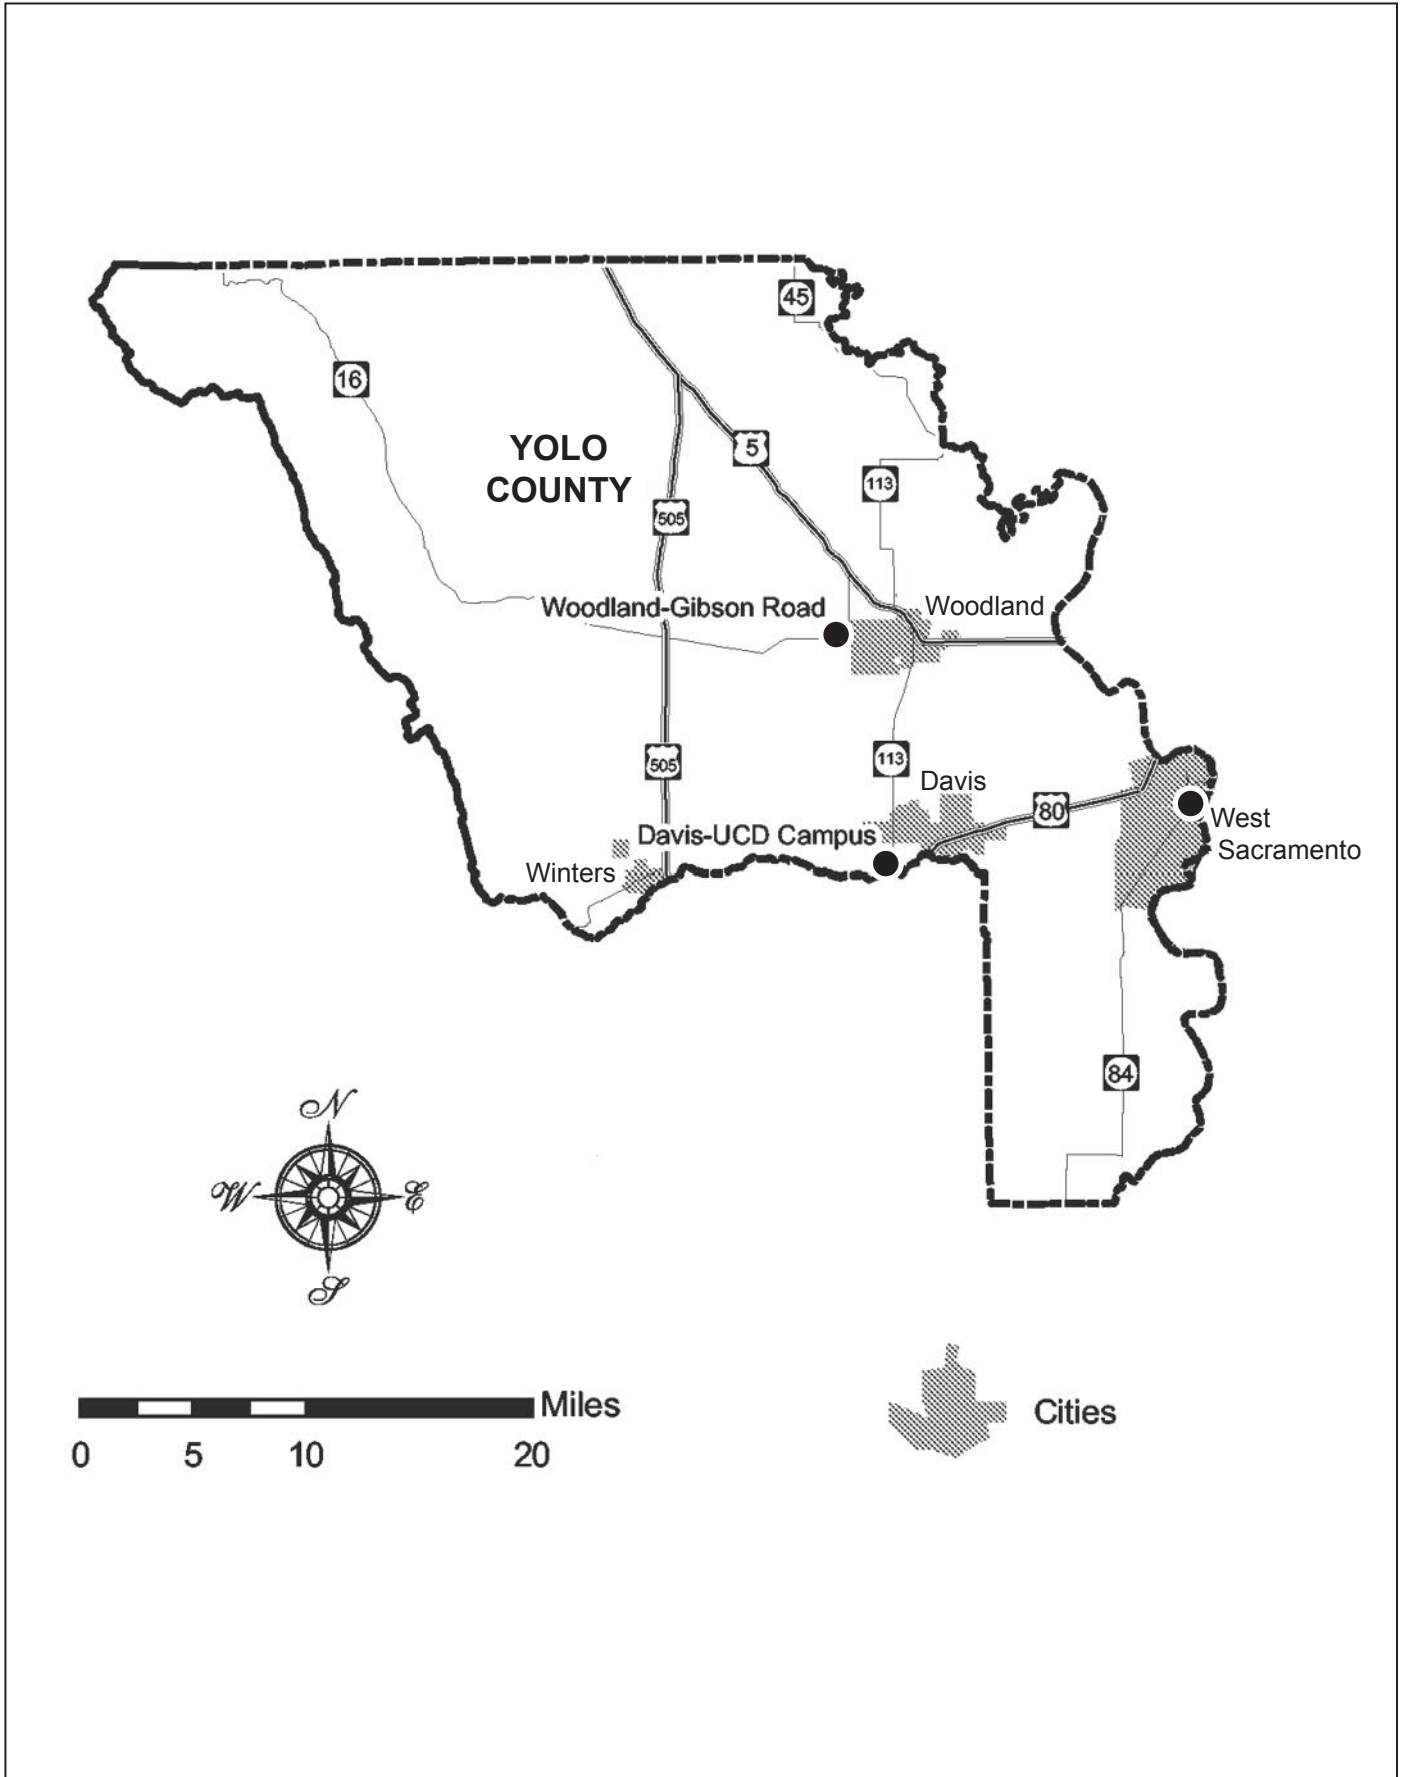 45
16
YOLO
COUNTY
5
113
505
Woodland-Gibson Road
Woodland
505
113
Davis
80
West
Sacramento
Davis-UCD Campus
Winters
84
N
W
E
S
Miles
0 5 10 20
Cities